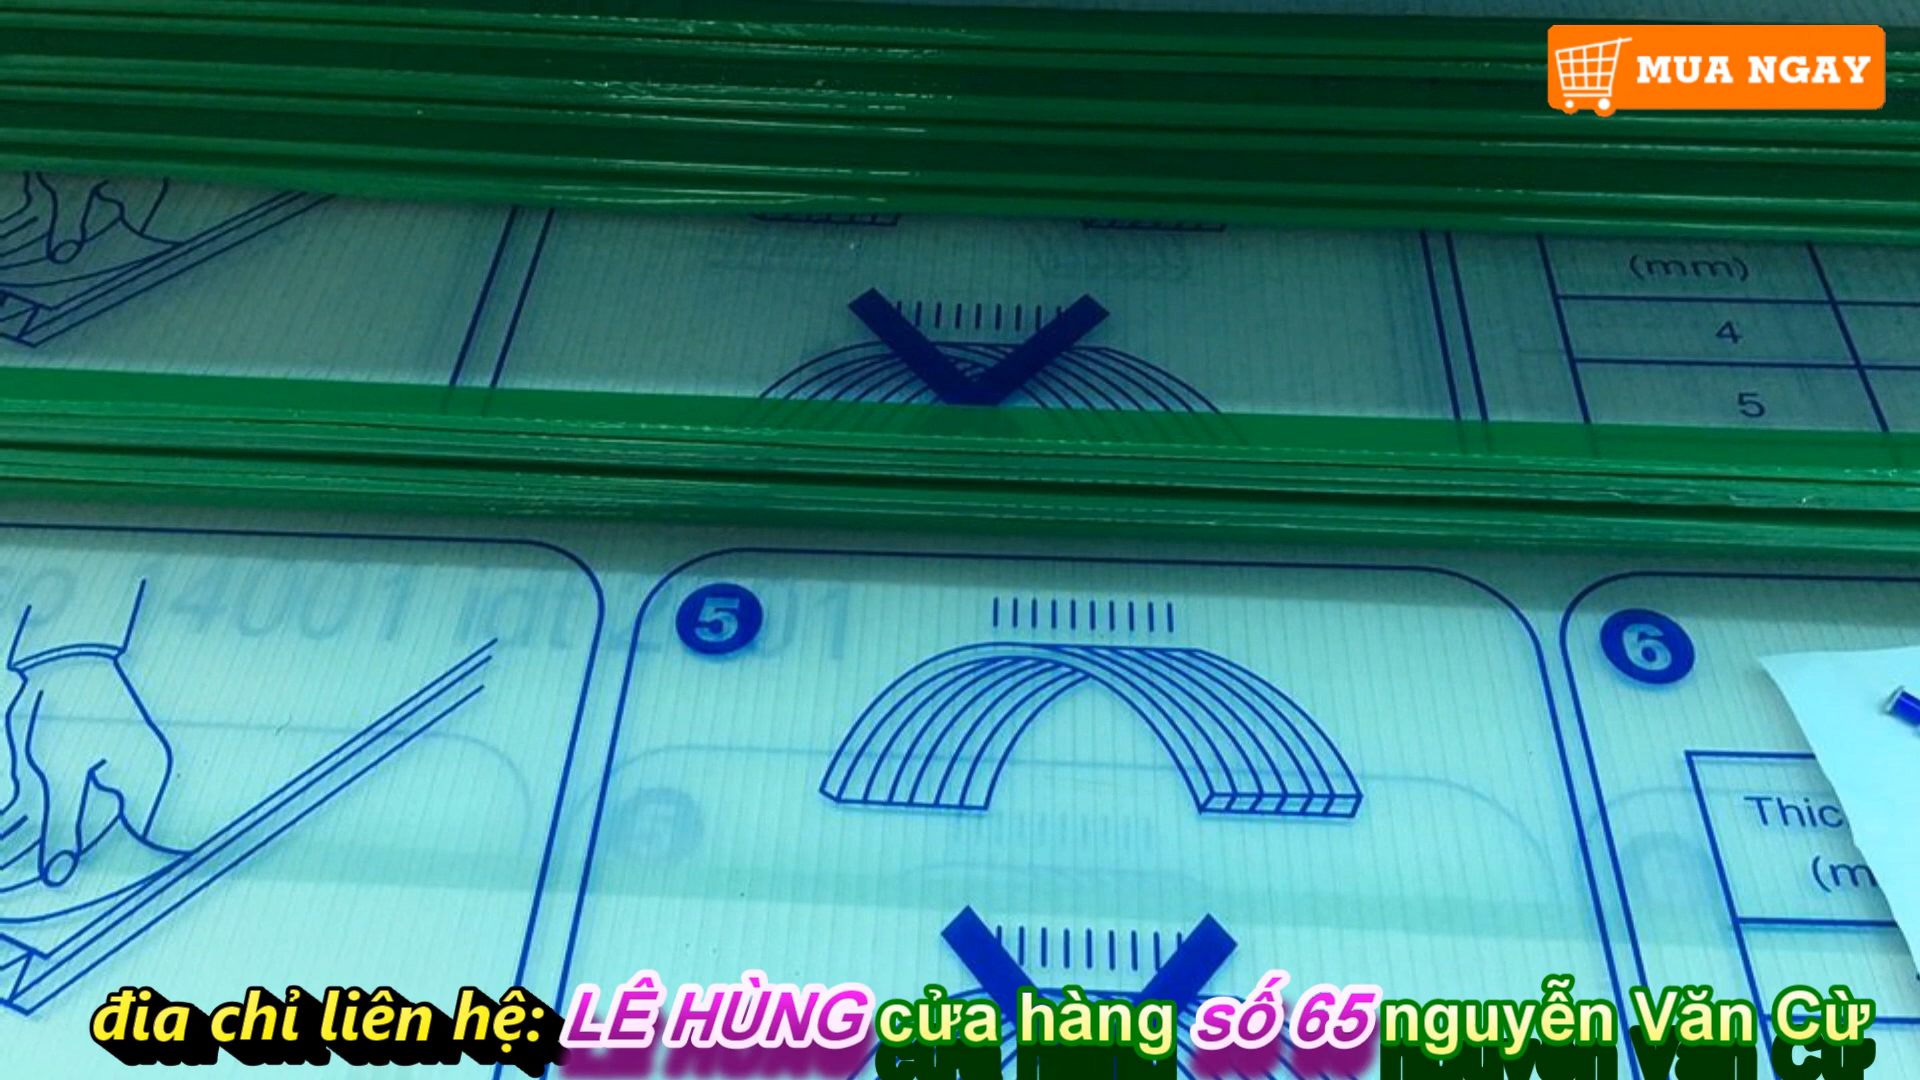 MUA NGAY
(mm)
4
5
14001
5
6
Thic
(m
đia chỉ liên hệ: LÊ HÙNG cửa hàng số 65 nguyễn Văn Cừ